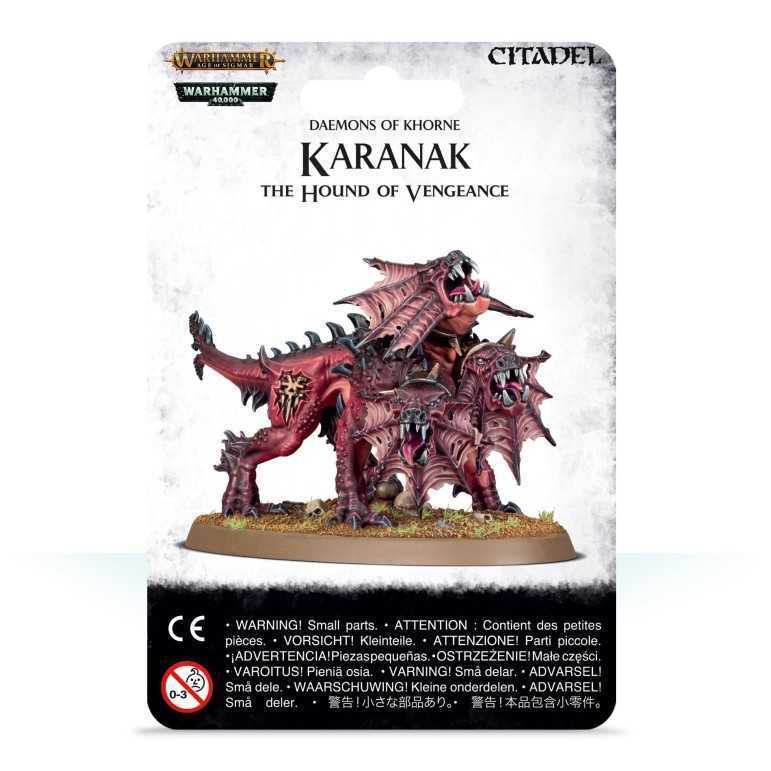 WARHAMMER
AGE OF SIGMAR
WARHAMMER
40,000
CITADEL
DAEMONS OF KHORNE
KARANAK
THE HOUND OF VENGEANCE
CE
0-3
• WARNING! Small parts. • ATTENTION : Contient des petites
pièces. • VORSICHT! Kleinteile. • ATTENZIONE! Parti piccole.
•¡ADVERTENCIA!Piezaspequeñas.•OSTRZEŻENIE!Małe części.
• VAROITUS! Pieniä osia. • VARNING! Små delar. • ADVARSEL!
Små dele. • WAARSCHUWING! Kleine onderdelen. • ADVARSEL!
Små deler. • 警告!小さな部品あり。• 警告!本品包含小零件。